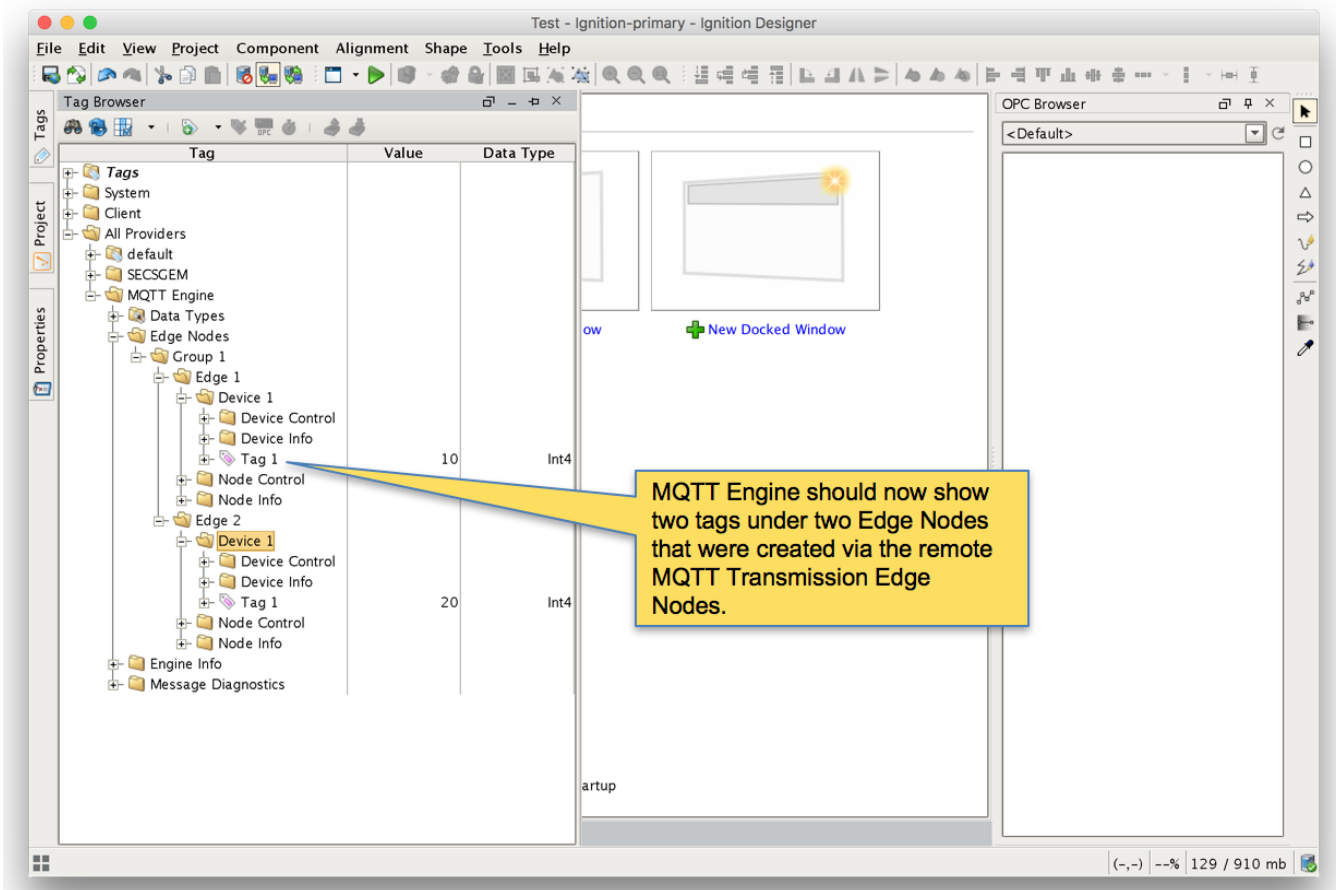 Test - Ignition-primary - Ignition Designer
File Edit View Project Component Alignment Shape Tools Help
Tags
Project
Properties
Tag Browser
OPC
Tag Value Data Type
Tags
System
Client
All Providers
default
SECSGEM
MQTT Engine
Data Types
Edge Nodes
Group 1
Edge 1
Device 1
Device Control
Device Info
Tag 1 10 Int4
Node Control
Node Info
Edge 2
Device 1
Device Control
Device Info
Tag 1 20 Int4
Node Control
Node Info
Engine Info
Message Diagnostics
ow
New Docked Window
MQTT Engine should now show
two tags under two Edge Nodes
that were created via the remote
MQTT Transmission Edge
Nodes.
artup
OPC Browser
<Default>
(-,-) --% 129 / 910 mb